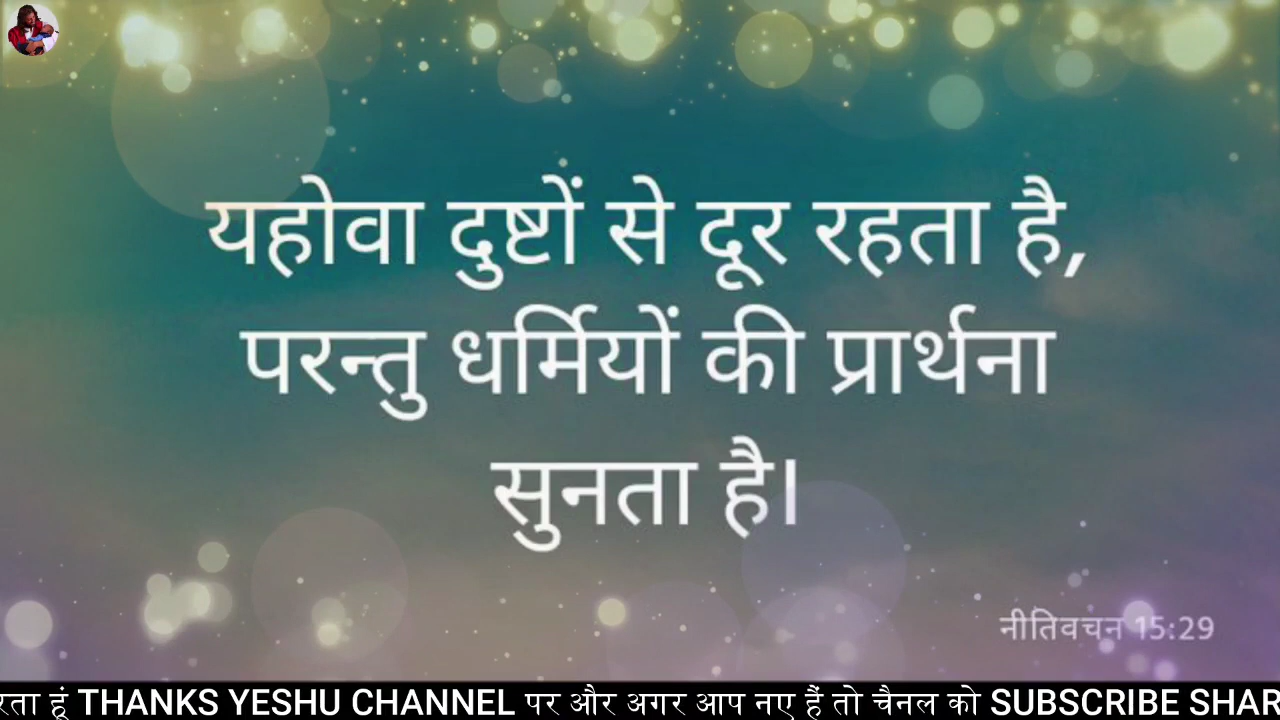 यहोवा दुष्टों से दूर रहता है,
परन्तु धर्मियों की प्रार्थना
सुनता है।
नीतिवचन 15:29
रता हूं THANKS YESHU CHANNEL पर और अगर आप नए हैं तो चैनल को SUBSCRIBE SHAR